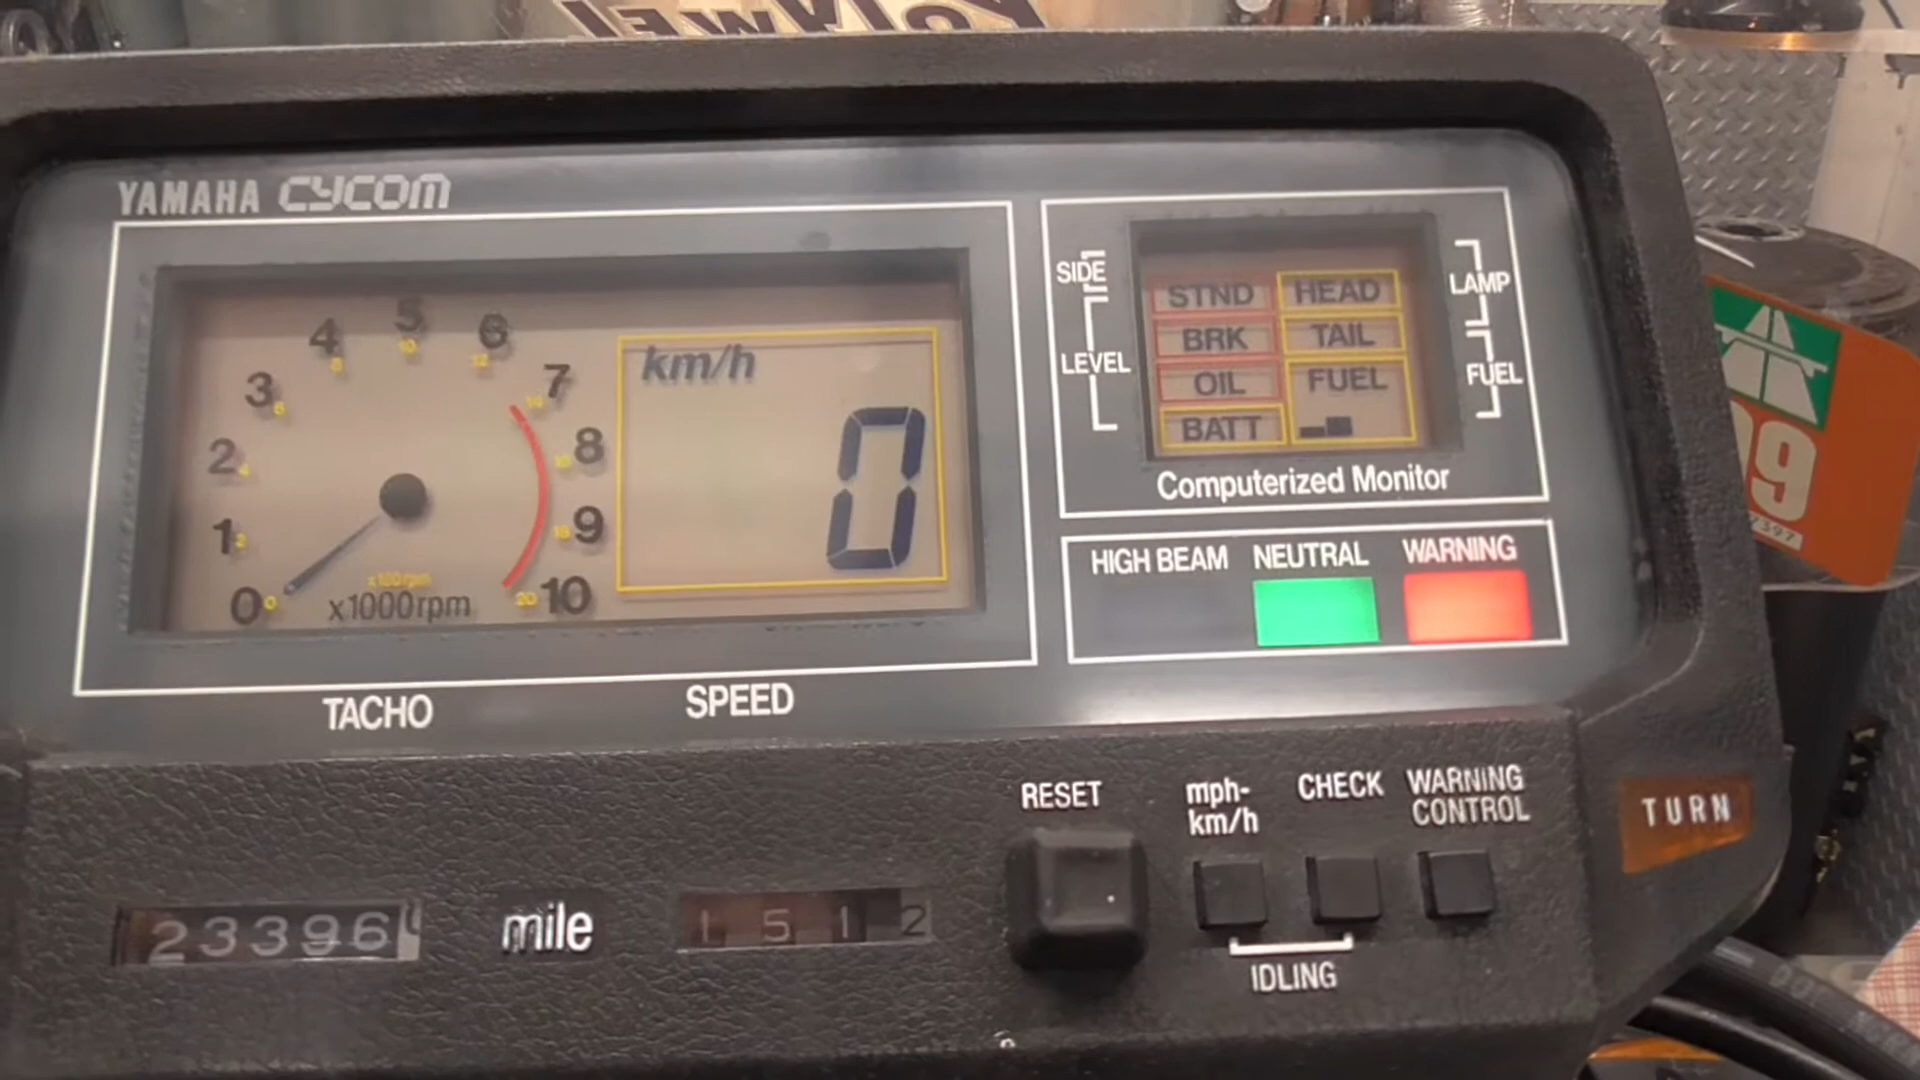 YAMAHA CYCOM
0 1 2 3 4 5 6 7 8 9 10
x100rpm
x1000rpm
km/h
0
TACHO
SPEED
SIDE
LEVEL
STND
BRK
OIL
BATT
HEAD
TAIL
FUEL
LAMP
FUEL
Computerized Monitor
HIGH BEAM
NEUTRAL
WARNING
RESET
mph-
km/h
CHECK
WARNING
CONTROL
IDLING
TURN
23396
mile
1512